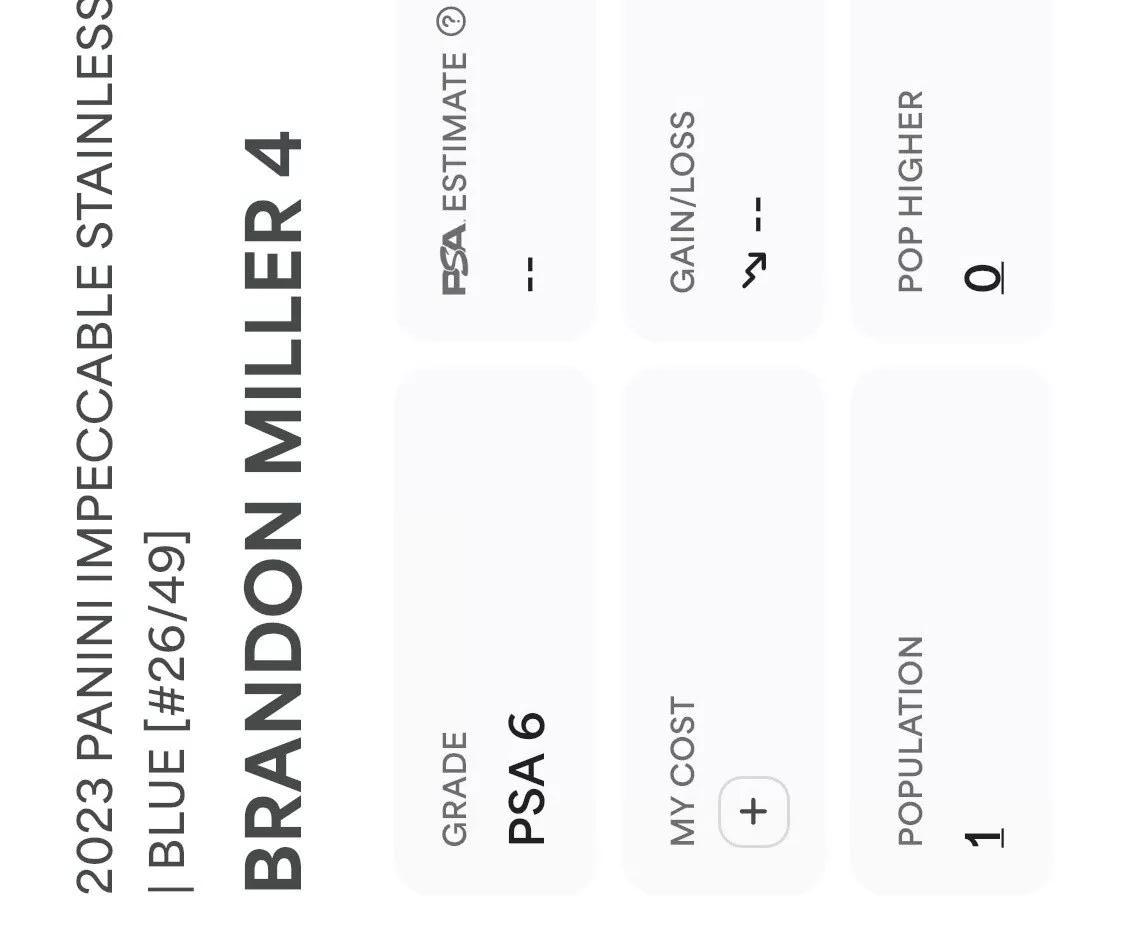 2023 PANINI IMPECCABLE STAINLESS
| BLUE [#26/49]
BRANDON MILLER 4
GRADE
PSA 6
PSA ESTIMATE ?
--
MY COST
+
GAIN/LOSS
--
POPULATION
1
POP HIGHER
0